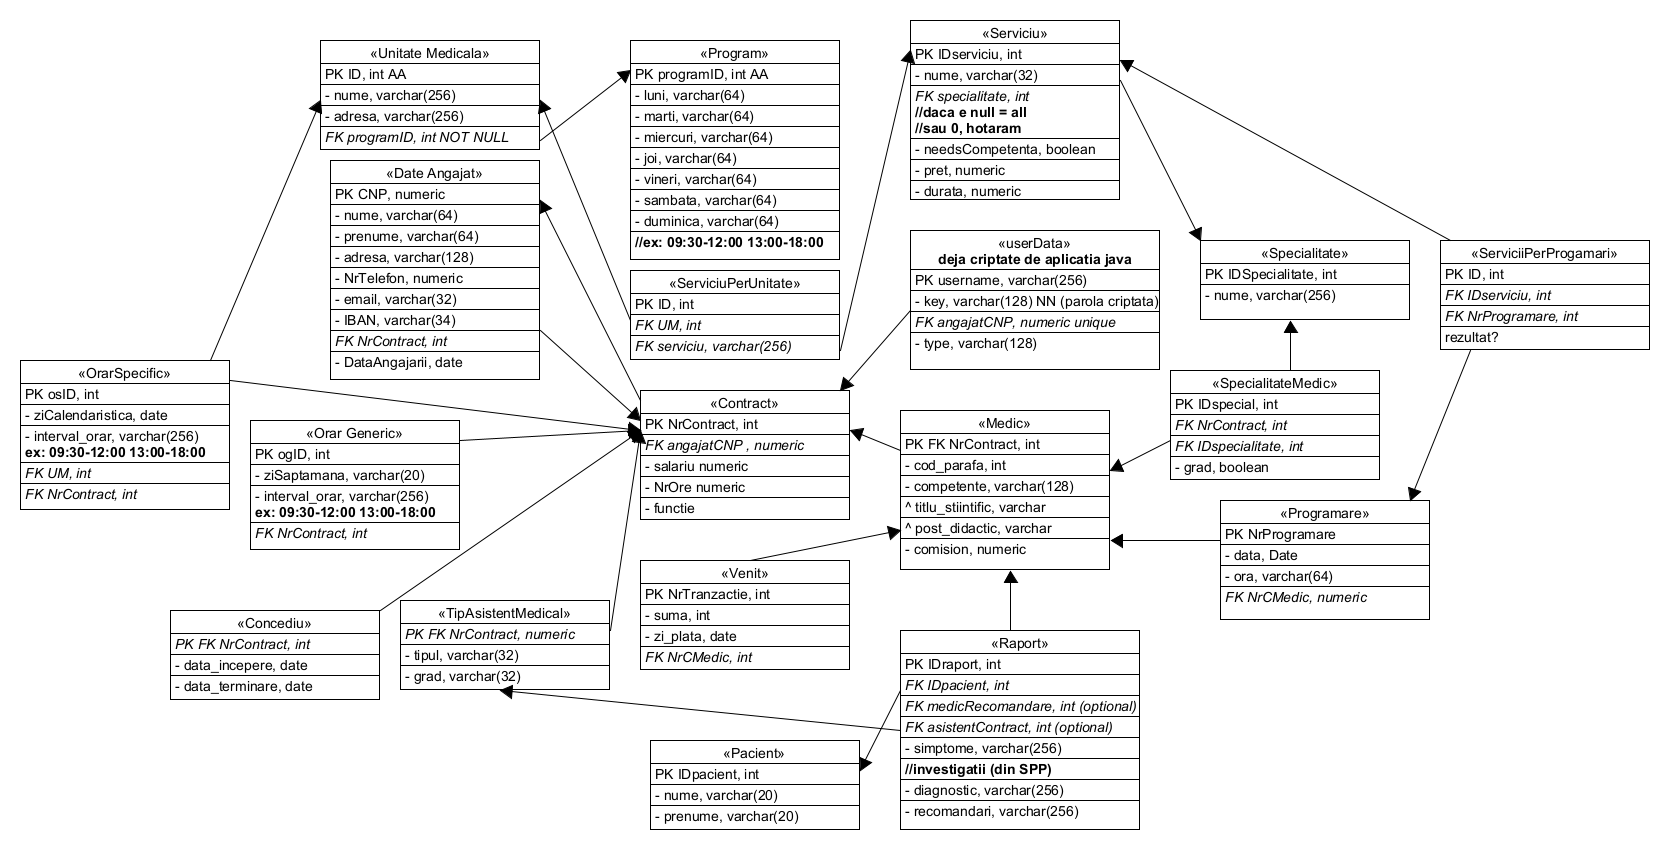 «Unitate Medicala»
PK ID, int AA
- nume, varchar(256)
- adresa, varchar(256)
FK programID, int NOT NULL
«Program»
PK programID, int AA
- luni, varchar(64)
- marti, varchar(64)
- miercuri, varchar(64)
- joi, varchar(64)
- vineri, varchar(64)
- sambata, varchar(64)
- duminica, varchar(64)
//ex: 09:30-12:00 13:00-18:00
«Serviciu»
PK IDserviciu, int
- nume, varchar(32)
FK specialitate, int
//daca e null = all
//sau 0, hotaram
- needsCompetenta, boolean
- pret, numeric
- durata, numeric
«Date Angajat»
PK CNP, numeric
- nume, varchar(64)
- prenume, varchar(64)
- adresa, varchar(128)
- NrTelefon, numeric
- email, varchar(32)
- IBAN, varchar(34)
FK NrContract, int
- DataAngajarii, date
«ServiciuPerUnitate»
PK ID, int
FK UM, int
FK serviciu, varchar(256)
«userData»
deja criptate de aplicatia java
PK username, varchar(256)
- key, varchar(128) NN (parola criptata)
FK angajatCNP, numeric unique
- type, varchar(128)
«Specialitate»
PK IDSpecialitate, int
- nume, varchar(256)
«ServiciiPerProgamari»
PK ID, int
FK IDserviciu, int
FK NrProgramare, int
rezultat?
«OrarSpecific»
PK osID, int
- ziCalendaristica, date
- interval_orar, varchar(256)
ex: 09:30-12:00 13:00-18:00
FK UM, int
FK NrContract, int
«Orar Generic»
PK ogID, int
- ziSaptamana, varchar(20)
- interval_orar, varchar(256)
ex: 09:30-12:00 13:00-18:00
FK NrContract, int
«Contract»
PK NrContract, int
FK angajatCNP , numeric
- salariu numeric
- NrOre numeric
- functie
«Medic»
PK FK NrContract, int
- cod_parafa, int
- competente, varchar(128)
^ titlu_stiintific, varchar
^ post_didactic, varchar
- comision, numeric
«SpecialitateMedic»
PK IDspecial, int
FK NrContract, int
FK IDspecialitate, int
- grad, boolean
«Programare»
PK NrProgramare
- data, Date
- ora, varchar(64)
FK NrCMedic, numeric
«Concediu»
PK FK NrContract, int
- data_incepere, date
- data_terminare, date
«TipAsistentMedical»
PK FK NrContract, numeric
- tipul, varchar(32)
- grad, varchar(32)
«Venit»
PK NrTranzactie, int
- suma, int
- zi_plata, date
FK NrCMedic, int
«Raport»
PK IDraport, int
FK IDpacient, int
FK medicRecomandare, int (optional)
FK asistentContract, int (optional)
- simptome, varchar(256)
//investigatii (din SPP)
- diagnostic, varchar(256)
- recomandari, varchar(256)
«Pacient»
PK IDpacient, int
- nume, varchar(20)
- prenume, varchar(20)